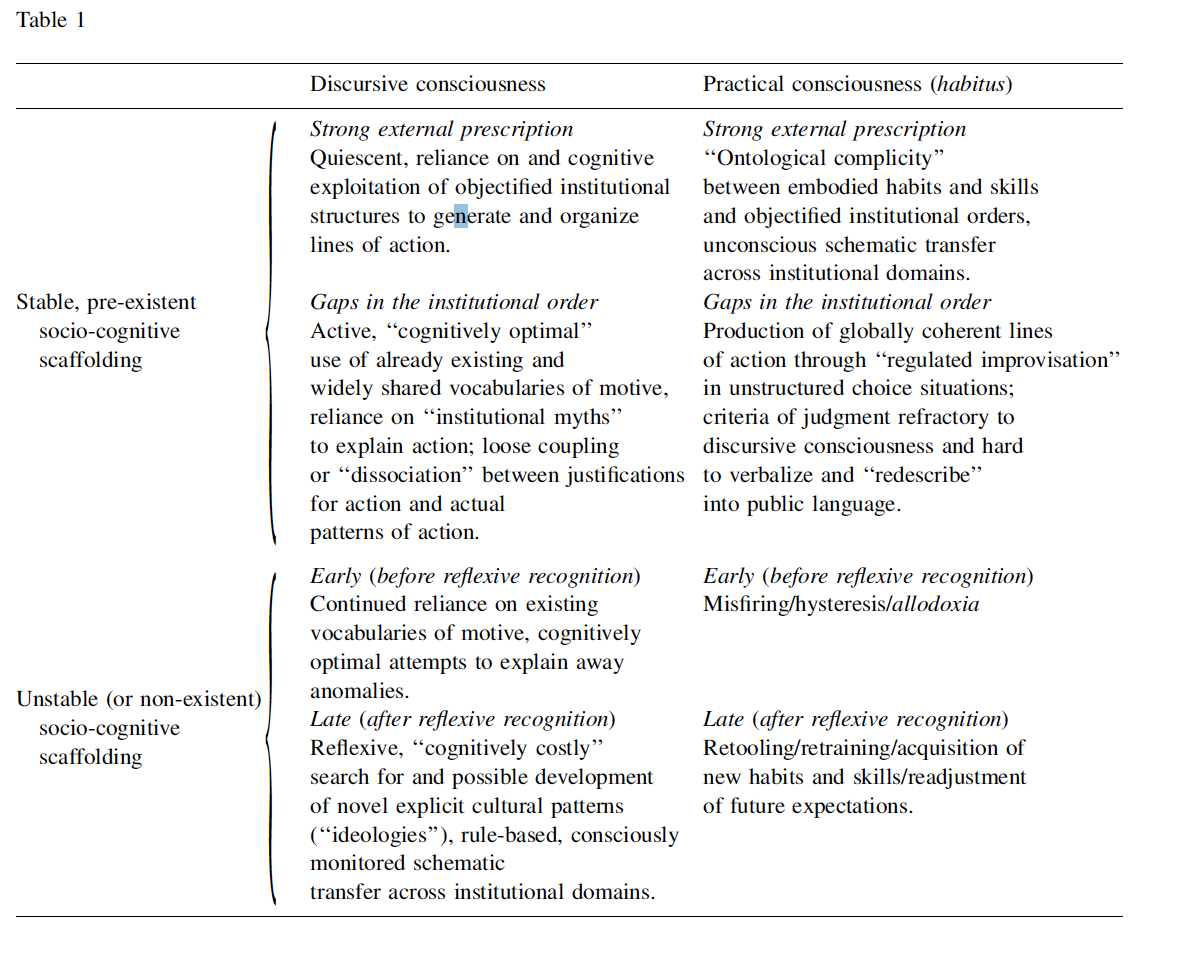 Table 1
Discursive consciousness
Practical consciousness (habitus)
Stable, pre-existent
socio-cognitive
scaffolding
Strong external prescription
Quiescent, reliance on and cognitive
exploitation of objectified institutional
structures to generate and organize
lines of action.
Strong external prescription
‘‘Ontological complicity”
between embodied habits and skills
and objectified institutional orders,
unconscious schematic transfer
across institutional domains.
Gaps in the institutional order
Active, ‘‘cognitively optimal’’
use of already existing and
widely shared vocabularies of motive,
reliance on ‘‘institutional myths’’
to explain action; loose coupling
or ‘‘dissociation’’ between justifications
for action and actual
patterns of action.
Gaps in the institutional order
Production of globally coherent lines
of action through ‘‘regulated improvisation’’
in unstructured choice situations;
criteria of judgment refractory to
discursive consciousness and hard
to verbalize and ‘‘redescribe’’
into public language.
Unstable (or non-existent)
socio-cognitive
scaffolding
Early (before reflexive recognition)
Continued reliance on existing
vocabularies of motive, cognitively
optimal attempts to explain away
anomalies.
Early (before reflexive recognition)
Misfiring/hysteresis/allodoxia
Late (after reflexive recognition)
Reflexive, ‘‘cognitively costly’’
search for and possible development
of novel explicit cultural patterns
(‘‘ideologies’’), rule-based, consciously
monitored schematic
transfer across institutional domains.
Late (after reflexive recognition)
Retooling/retraining/acquisition of
new habits and skills/readjustment
of future expectations.